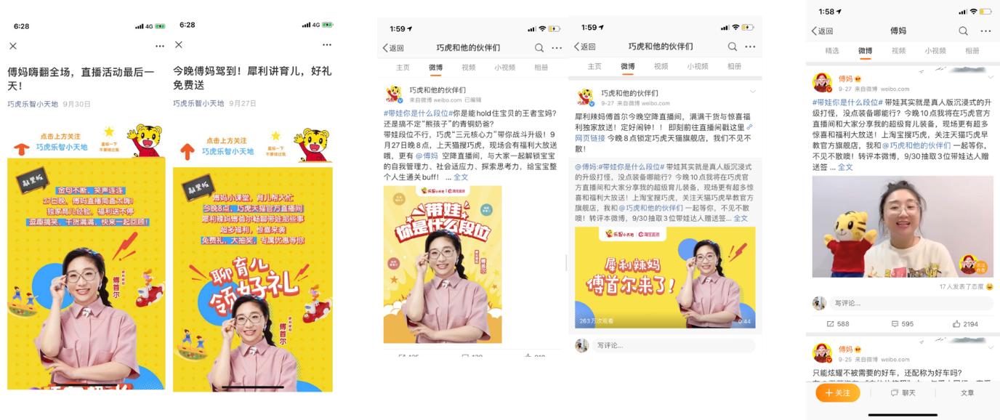 6:28
4G
傅妈嗨翻全场，直播活动最后一
天！
巧虎乐智小天地 9月30日
点击上方关注
巧虎乐智小天地
星标一下
不要错过我
敲黑板
金句不断，笑声连连
27日晚，傅妈直播间直太嗨！
独家育儿经验，福利送不停
逗趣搞笑，干货满满，快来一起回顾！
傅首尔
6:28
4G
今晚傅妈驾到！犀利讲育儿，好礼
免费送
巧虎乐智小天地 9月27日
点击上方关注
巧虎乐智小天地
星标一下
不要错过我
敲黑板
傅妈小课堂，育儿帮大忙
今晚8点，巧虎天猫官方直播间
犀利辣妈傅首尔畅聊带娃那些事
超多福利，惊喜来袭
免费礼，大抽奖，专属优惠等你
聊育儿
领好礼
傅首尔
1:59
返回 巧虎和他的伙伴们
主页 微博 视频 小视频 相册
巧虎和他的伙伴们
来自微博 weibo.com 已编辑
#带娃你是什么段位#你是能hold住宝贝的王者宝妈?
还是搞不定“熊孩子”的青铜奶爸?
带娃段位不行，巧虎“三元核心力”带你战斗升级！9
月27日晚8点，上天猫搜巧虎，现场会有福利大放送
哦，更有 @傅妈 空降直播间，与大家一起解锁宝宝
的自我管理力、社会适应力、探索思考力，给宝宝整
个人生通关buff！ ... 全文
乐智小天地 淘宝直播
带娃
你是什么段位
傅首尔
1:59
返回 巧虎和他的伙伴们
主页 微博 视频 小视频 相册
巧虎和他的伙伴们
9-27 来自微博 weibo.com
犀利辣妈傅首尔今晚空降直播间，满满干货与惊喜福
利独家放送！定好闹钟！！ 即刻前往直播间戳这里
网页链接 今晚8点锁定巧虎天猫旗舰店，我们不见不
散！
@傅妈:#带娃你是什么段位# 带娃其实就是真人版沉浸式
的升级打怪，没点装备哪能行？今晚10点我将在巧虎官
方直播间和大家分享我的超级育儿装备，现场更有超多惊
喜和福利大放送！上淘宝搜巧虎，关注天猫巧虎早教官方
旗舰店，我和 @巧虎和他的伙伴们 一起等你，不见不散
噢！转评本微博，9/30抽取3位带娃达人赠送签... 全文
乐智小天地 淘宝直播
犀利辣妈
傅首尔来了！
263万次观看 0:44
写评论...
1:58
返回 傅妈
精选 微博 视频 小视频 相册
傅妈
9-27 来自微博 weibo.com
#带娃你是什么段位# 带娃其实就是真人版沉浸式的升
级打怪，没点装备哪能行？今晚10点我将在巧虎官方
直播间和大家分享我的超级育儿装备，现场更有超多惊
喜和福利大放送！上淘宝搜巧虎，关注天猫巧虎早
教官方旗舰店，我和 @巧虎和他的伙伴们 一起等你，
不见不散噢！转评本微博，9/30抽取3位带娃达人赠
送签 ... 全文
关注
作者
17人发表了态度
写评论...
588 595 2194
傅妈
9-25 来自微博 weibo.com
只能炫耀不被需要的好车，还配称为好车吗？
+ 关注 聊天 文章